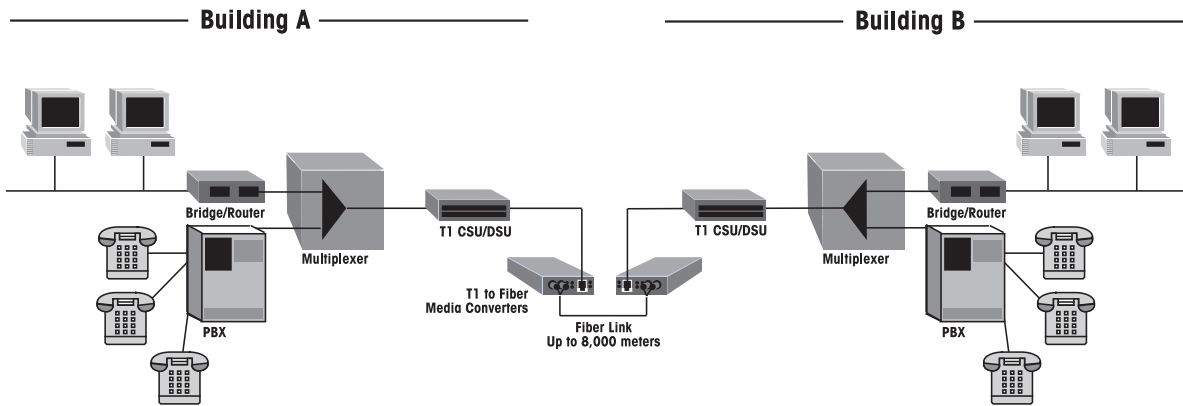 Building A
Building B
Bridge/Router
T1 CSU/DSU
Multiplexer
PBX
T1 to Fiber
Media Converters
Fiber Link
Up to 8,000 meters
T1 CSU/DSU
Multiplexer
Bridge/Router
PBX